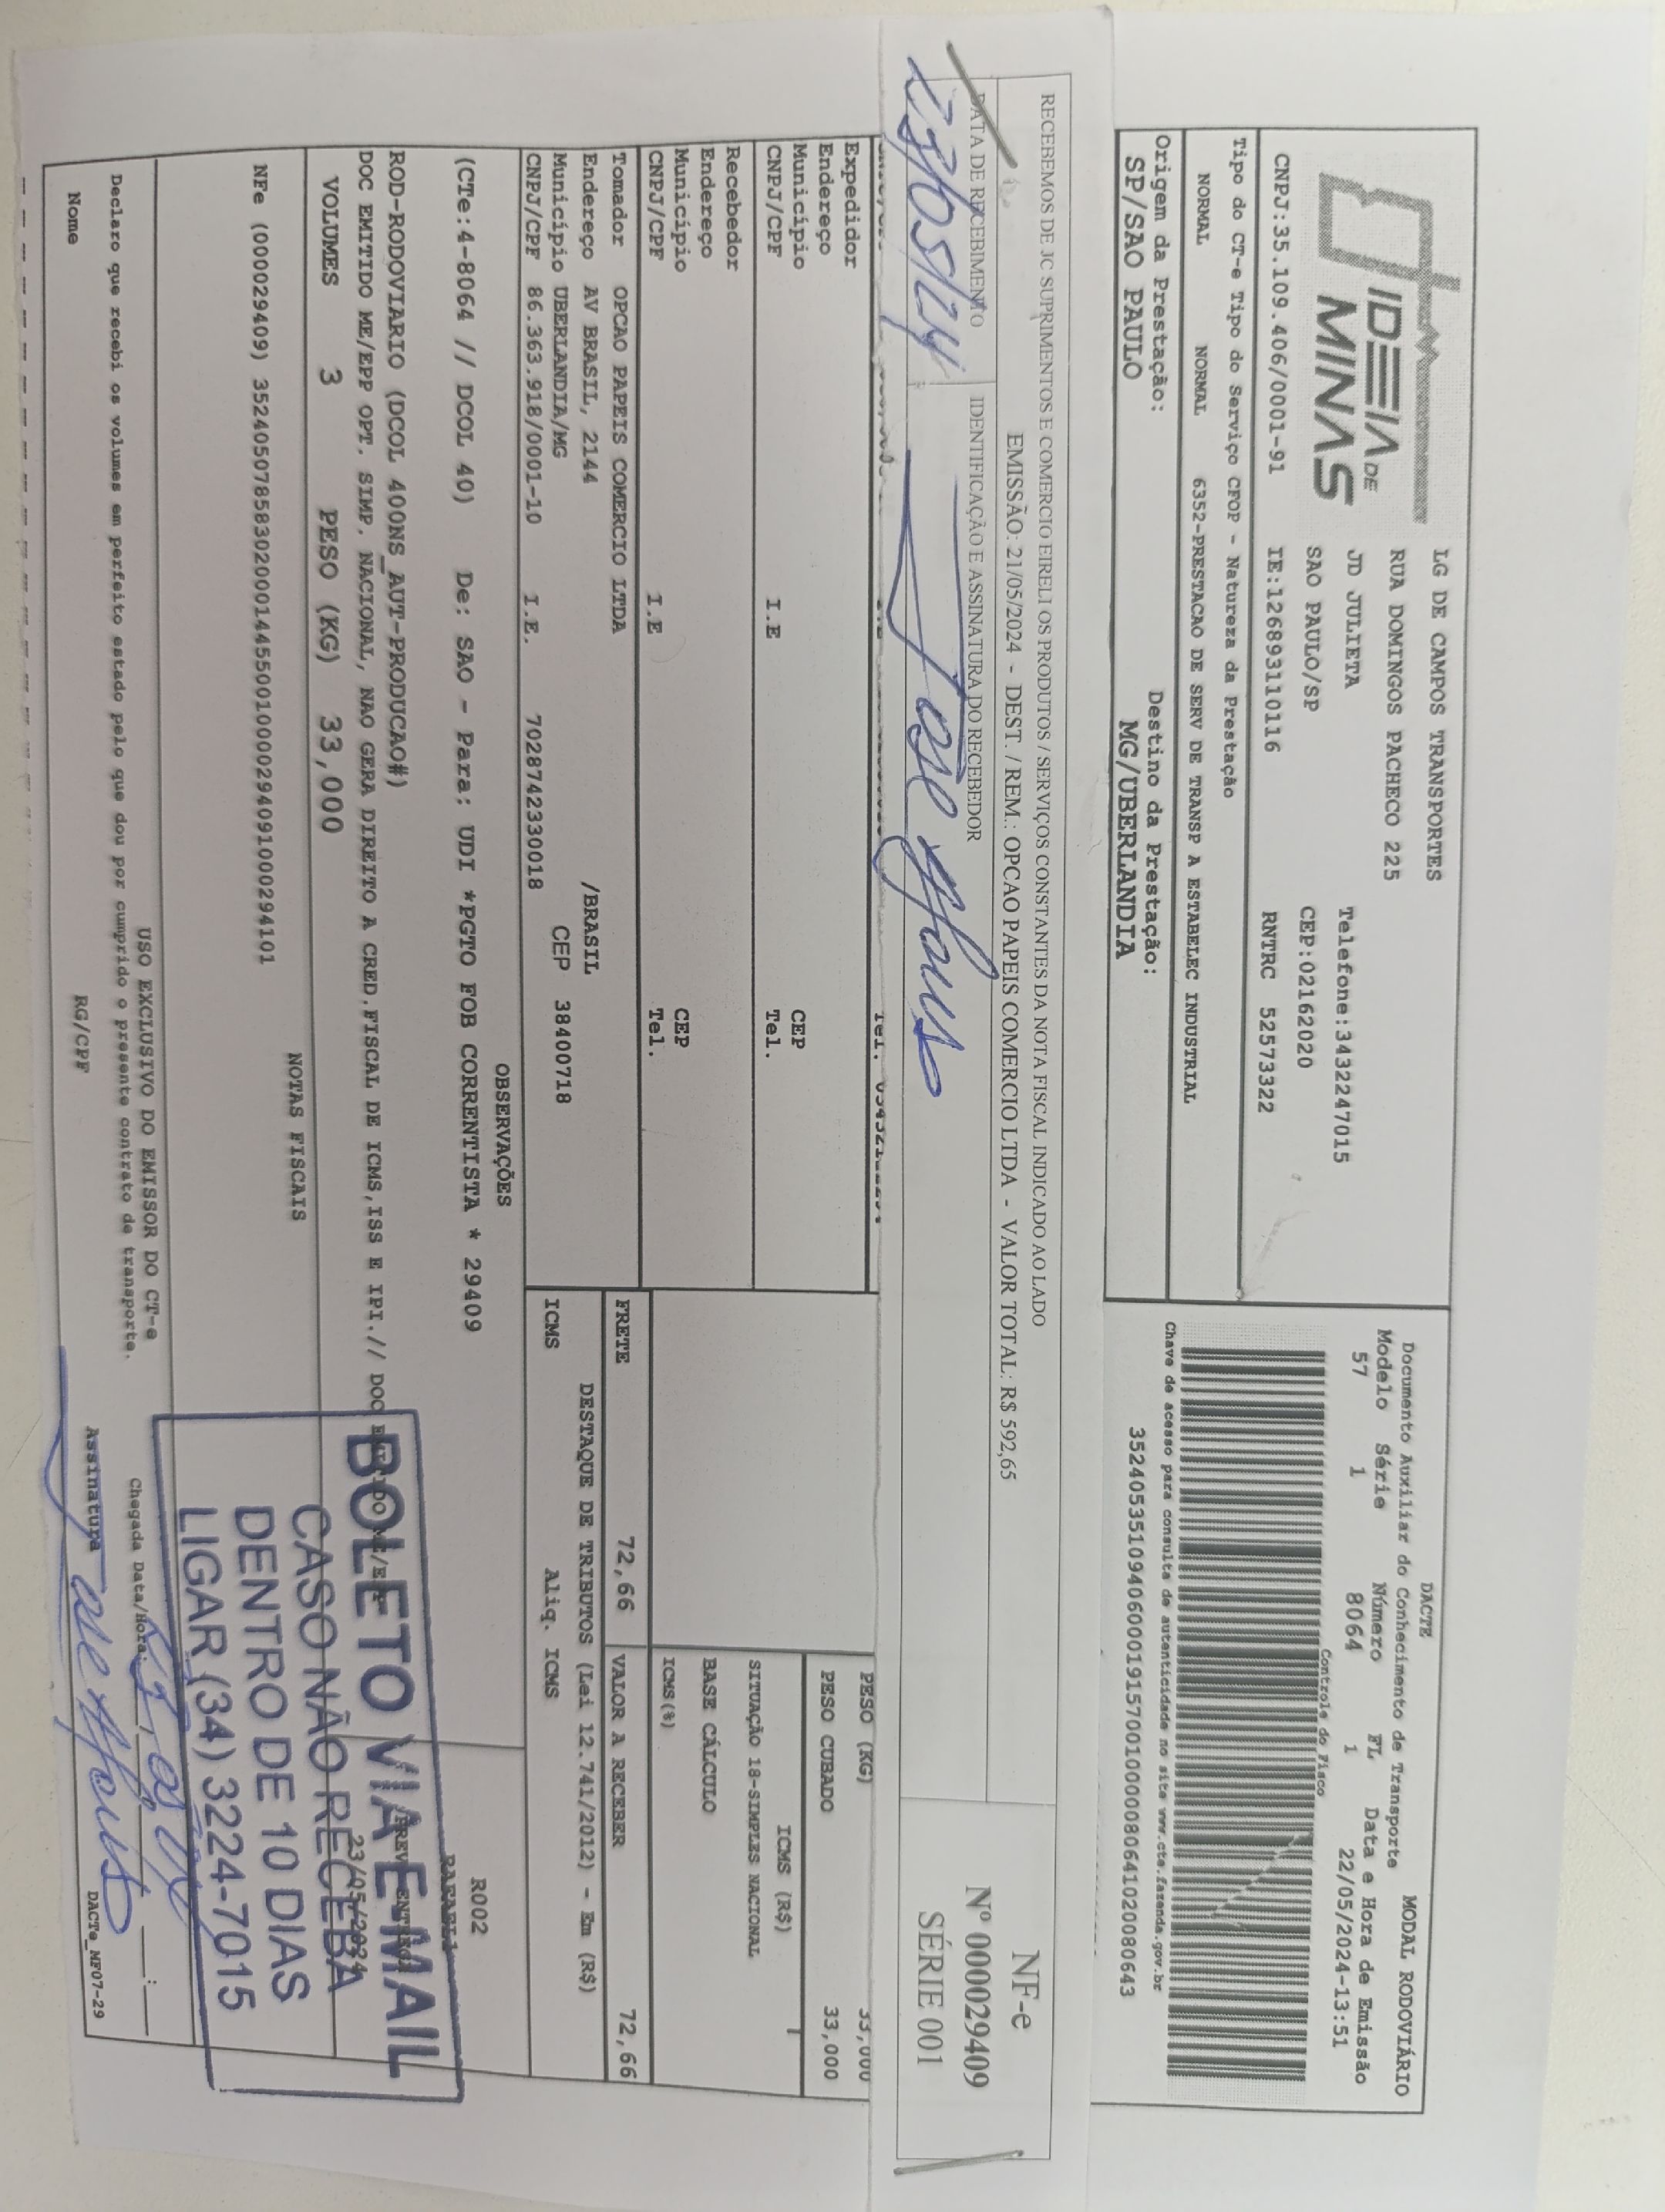 IDEIA DE
MINAS
LG DE CAMPOS TRANSPORTES
RUA DOMINGOS PACHECO 225
JD JULIETA
Telefone:3432247015
SAO PAULO/SP
CEP:02162020
CNPJ:35.109.406/0001-91
IE:126893110116
RNTRC 52573322
DACTE
MODAL RODOVIÁRIO
Documento Auxiliar do Conhecimento de Transporte
Modelo Série Número FL Data e Hora de Emissão
57 1 8064 1 22/05/2024-13:51
Controle do Fisco
Tipo do CT-e Tipo do Serviço CFOP - Natureza da Prestação
NORMAL NORMAL 6352-PRESTACAO DE SERV DE TRANSP A ESTABELEC INDUSTRIAL
Origem da Prestação: Destino da Prestação:
SP/SAO PAULO MG/UBERLANDIA
Chave de acesso para consulta de autenticidade no site www.cte.fazenda.gov.br
35240535109406000191570010000080641020080643
RECEBEMOS DE JC SUPRIMENTOS E COMERCIO EIRELI OS PRODUTOS / SERVIÇOS CONSTANTES DA NOTA FISCAL INDICADO AO LADO
EMISSÃO: 21/05/2024 - DEST. / REM.: OPCAO PAPEIS COMERCIO LTDA - VALOR TOTAL: R$ 592,65
DATA DE RECEBIMENTO
IDENTIFICAÇÃO E ASSINATURA DO RECEBEDOR
23/05/24
NF-e
Nº 000029409
SÉRIE 001
Expedidor
Endereço
Município CEP
CNPJ/CPF I.E Tel.
Recebedor
Endereço
Município CEP
CNPJ/CPF I.E Tel.
PESO (KG) 33,000
PESO CUBADO 33,000
ICMS (R$)
SITUAÇÃO 18-SIMPLES NACIONAL
BASE CÁLCULO
ICMS(%)
Tomador OPCAO PAPEIS COMERCIO LTDA
Endereço AV BRASIL, 2144 /BRASIL
Município UBERLANDIA/MG CEP 38400718
CNPJ/CPF 86.363.918/0001-10 I.E. 7028742330018
FRETE 72,66 VALOR A RECEBER 72,66
DESTAQUE DE TRIBUTOS (Lei 12.741/2012) - Em (R$)
ICMS Aliq. ICMS
OBSERVAÇÕES
R002
(CTe:4-8064 // DCOL 40) De: SAO - Para: UDI *PGTO FOB CORRENTISTA * 29409
ROD-RODOVIARIO (DCOL 400NS_AUT-PRODUCAO#)
DOC EMITIDO ME/EPP OPT. SIMP. NACIONAL, NAO GERA DIREITO A CRED.FISCAL DE ICMS,ISS E IPI.// DOC EMITIDO ME/EPP
VOLUMES 3 PESO (KG) 33,000
23/05/2024
BOLETO VIA E-MAIL
CASO NÃO RECEBA
DENTRO DE 10 DIAS
LIGAR (34) 3224-7015
NOTAS FISCAIS
NFe (000029409) 35240507858302000144550010000294091000294101
USO EXCLUSIVO DO EMISSOR DO CT-e
Declaro que recebi os volumes em perfeito estado pelo que dou por cumprido o presente contrato de transporte.
Chegada Data/Hora:
Nome RG/CPF Assinatura
DACTe_MF07-29